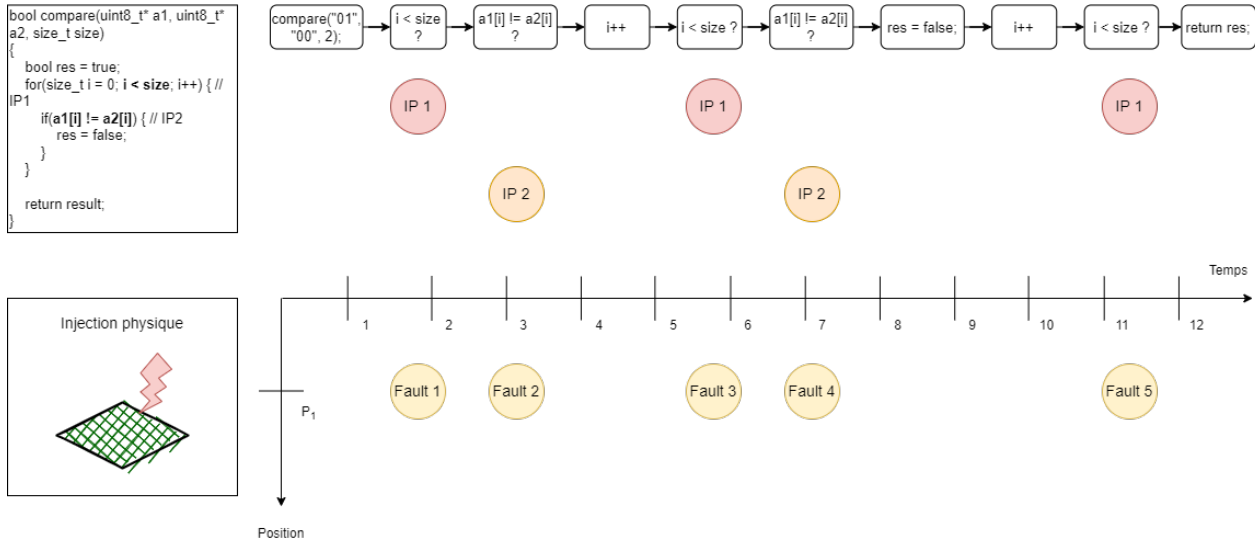 bool compare(uint8_t* a1, uint8_t*
a2, size_t size)
{
bool res = true;
for(size_t i = 0; i < size; i++) { //
IP1
if(a1[i] != a2[i]) { // IP2
res = false;
}
}
return result;
}
compare("01",
"00", 2);
i < size
?
a1[i] != a2[i]
?
i++
i < size ?
a1[i] != a2[i]
?
res = false;
i++
i < size ?
return res;
IP 1
IP 1
IP 1
IP 2
IP 2
Temps
1
2
3
4
5
6
7
8
9
10
11
12
Injection physique
Fault 1
Fault 2
Fault 3
Fault 4
Fault 5
P1
Position